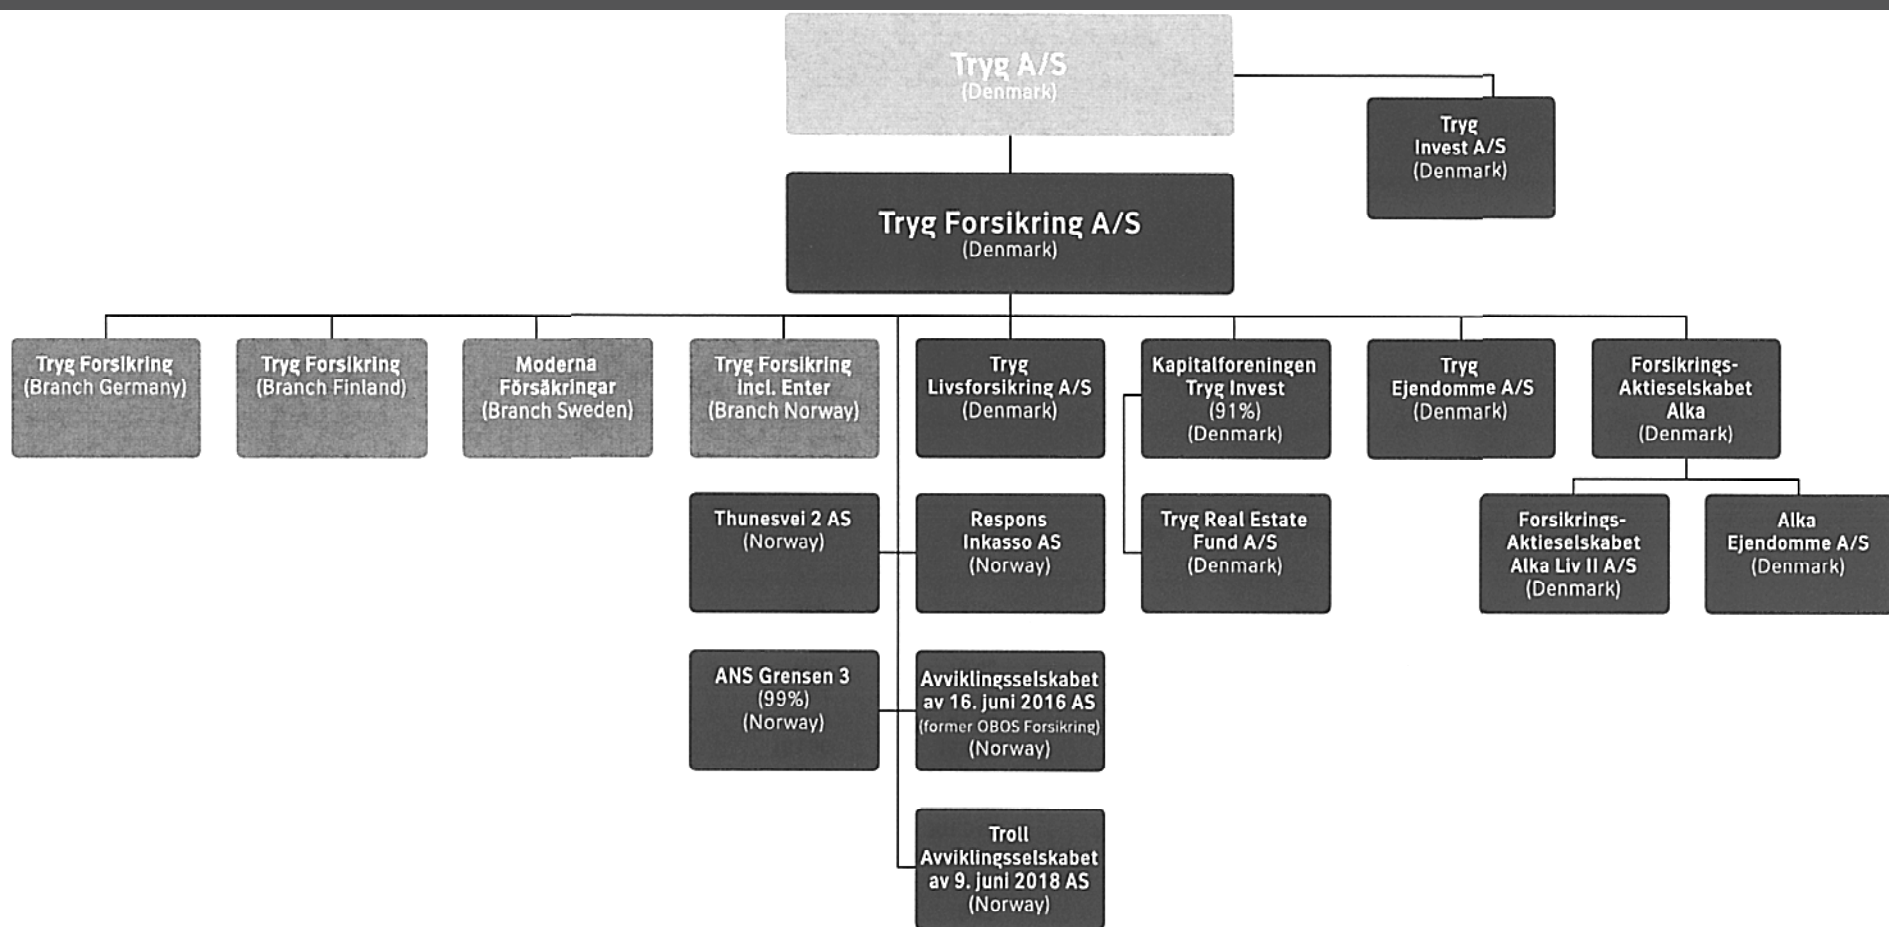 Tryg A/S
(Denmark)
Tryg
Invest A/S
(Denmark)
Tryg Forsikring A/S
(Denmark)
Tryg Forsikring
(Branch Germany)
Tryg Forsikring
(Branch Finland)
Moderna
Försäkringar
(Branch Sweden)
Tryg Forsikring
incl. Enter
(Branch Norway)
Tryg
Livsforsikring A/S
(Denmark)
Kapitalforeningen
Tryg Invest
(91%)
(Denmark)
Tryg
Ejendomme A/S
(Denmark)
Forsikrings-
Aktieselskabet
Alka
(Denmark)
Thunesvei 2 AS
(Norway)
Respons
Inkasso AS
(Norway)
Tryg Real Estate
Fund A/S
(Denmark)
Forsikrings-
Aktieselskabet
Alka Liv II A/S
(Denmark)
Alka
Ejendomme A/S
(Denmark)
ANS Grensen 3
(99%)
(Norway)
Avviklingsselskabet
av 16. juni 2016 AS
(former OBOS Forsikring)
(Norway)
Troll
Avviklingsselskabet
av 9. juni 2018 AS
(Norway)